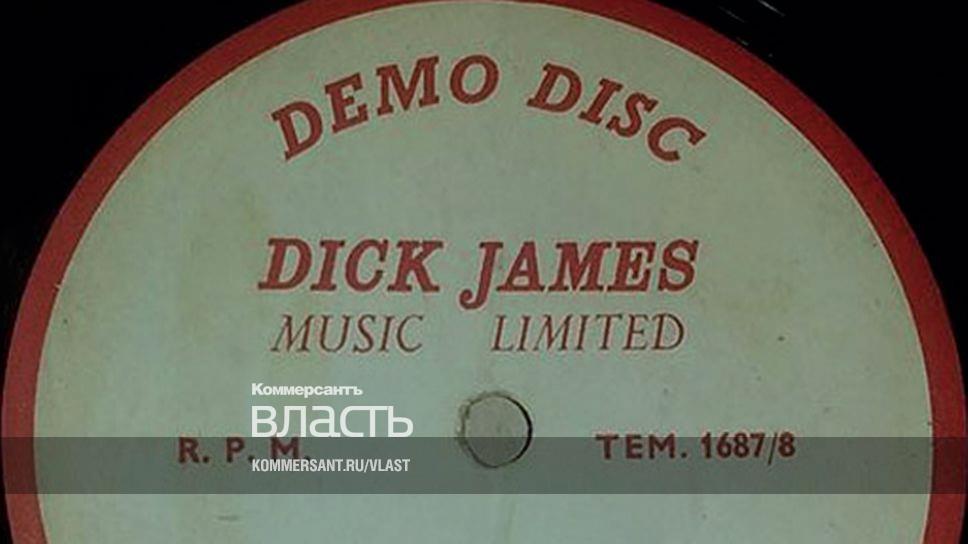 DEMO DISC
DICK JAMES
MUSIC LIMITED
Коммерсантъ
власть
R. P. M.
TEM. 1687/8
KOMMERSANT.RU/VLAST